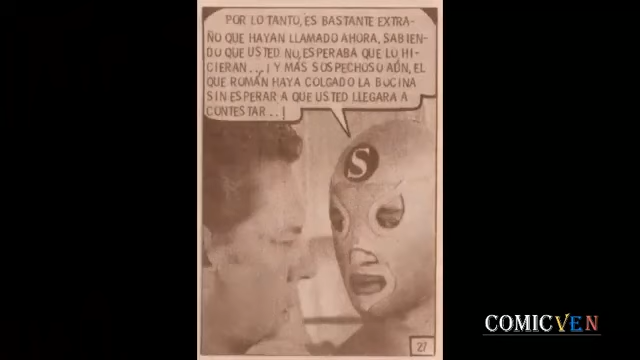 POR LO TANTO, ES BASTANTE EXTRA-
ÑO QUE HAYAN LLAMADO AHORA, SABIEN-
DO QUE USTED NO, ESPERABA QUE LO HI-
CIERAN...¡ Y MÁS SOSPECHOSO AÚN, EL
QUE ROMÁN HAYA COLGADO LA BOCINA
SIN ESPERAR A QUE USTED LLEGARA A
CONTESTAR..!
S
27
COMICVEN